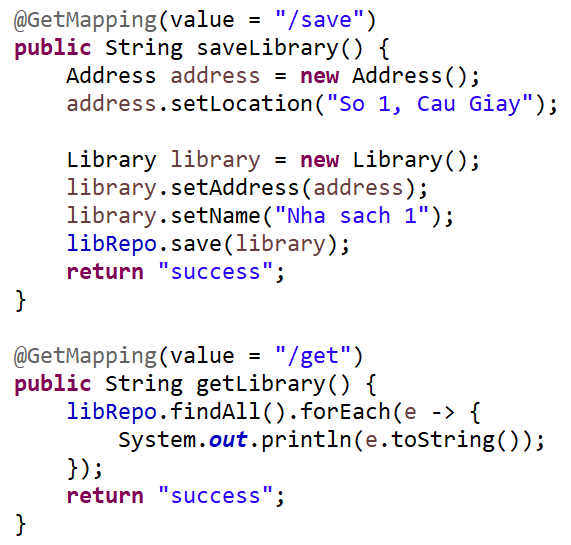 @GetMapping(value = "/save")
public String saveLibrary() {
    Address address = new Address();
    address.setLocation("So 1, Cau Giay");

    Library library = new Library();
    library.setAddress(address);
    library.setName("Nha sach 1");
    libRepo.save(library);
    return "success";
}

@GetMapping(value = "/get")
public String getLibrary() {
    libRepo.findAll().forEach(e -> {
        System.out.println(e.toString());
    });
    return "success";
}